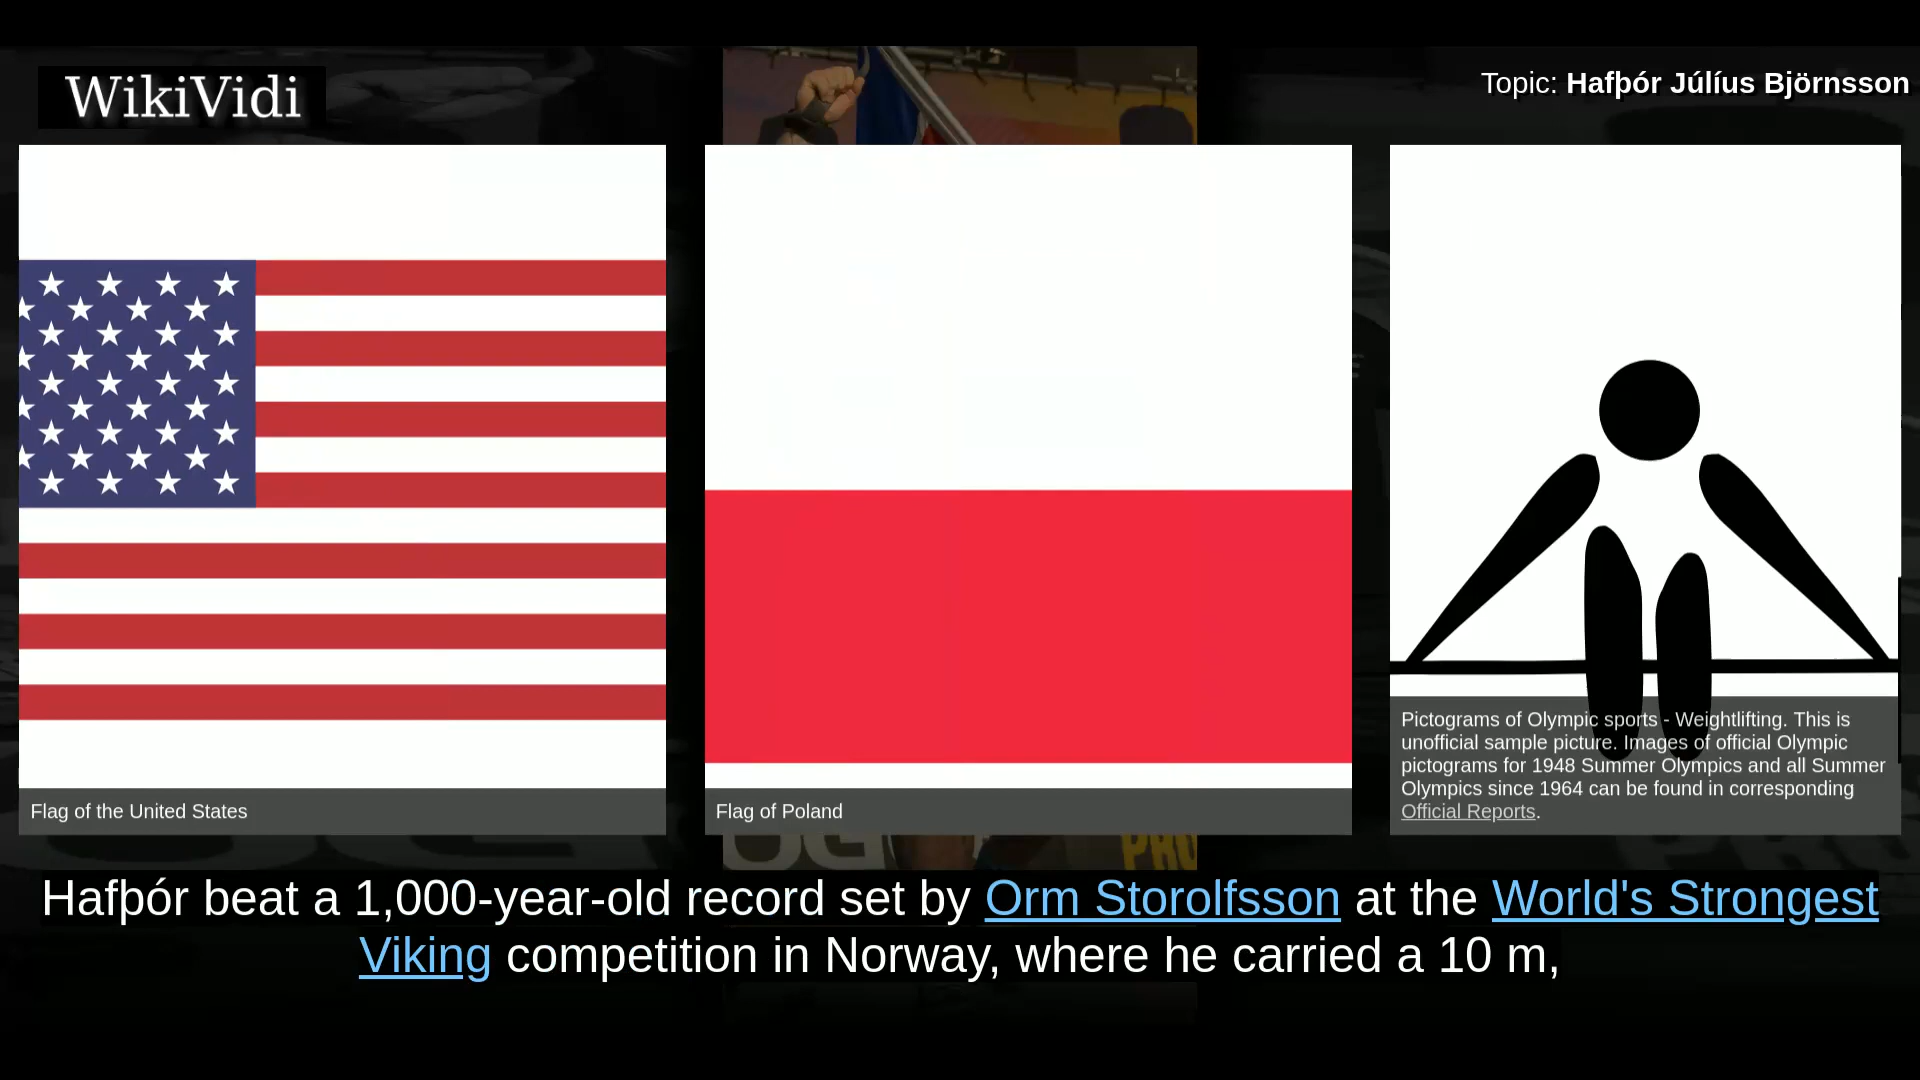 WikiVidi
Topic: Hafþór Júlíus Björnsson
Flag of the United States
Flag of Poland
Pictograms of Olympic sports - Weightlifting. This is
unofficial sample picture. Images of official Olympic
pictograms for 1948 Summer Olympics and all Summer
Olympics since 1964 can be found in corresponding
Official Reports.
Hafþór beat a 1,000-year-old record set by Orm Storolfsson at the World's Strongest
Viking competition in Norway, where he carried a 10 m,